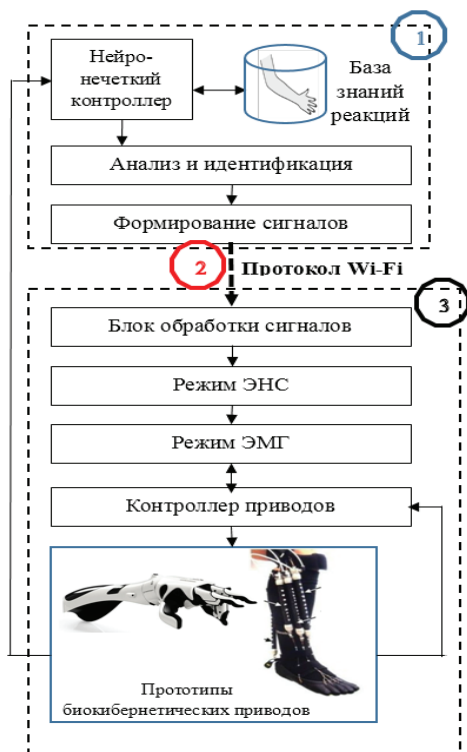 1
Нейро-
нечеткий
контроллер
База
знаний
реакций
Анализ и идентификация
Формирование сигналов
2
Протокол Wi-Fi
3
Блок обработки сигналов
Режим ЭНС
Режим ЭМГ
Контроллер приводов
Прототипы
биокибернетических приводов